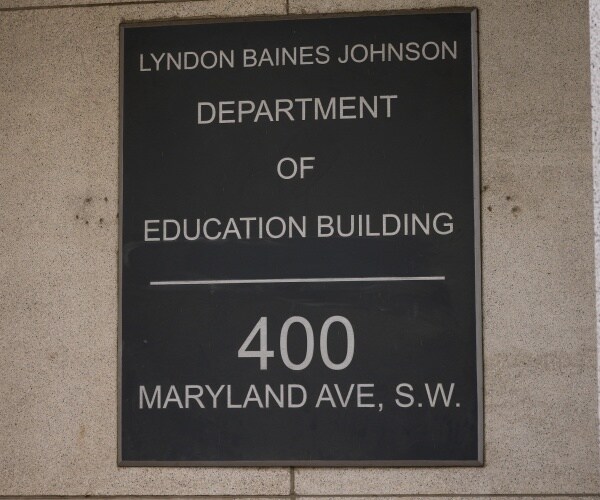 LYNDON BAINES JOHNSON
DEPARTMENT
OF
EDUCATION BUILDING
400
MARYLAND AVE, S.W.